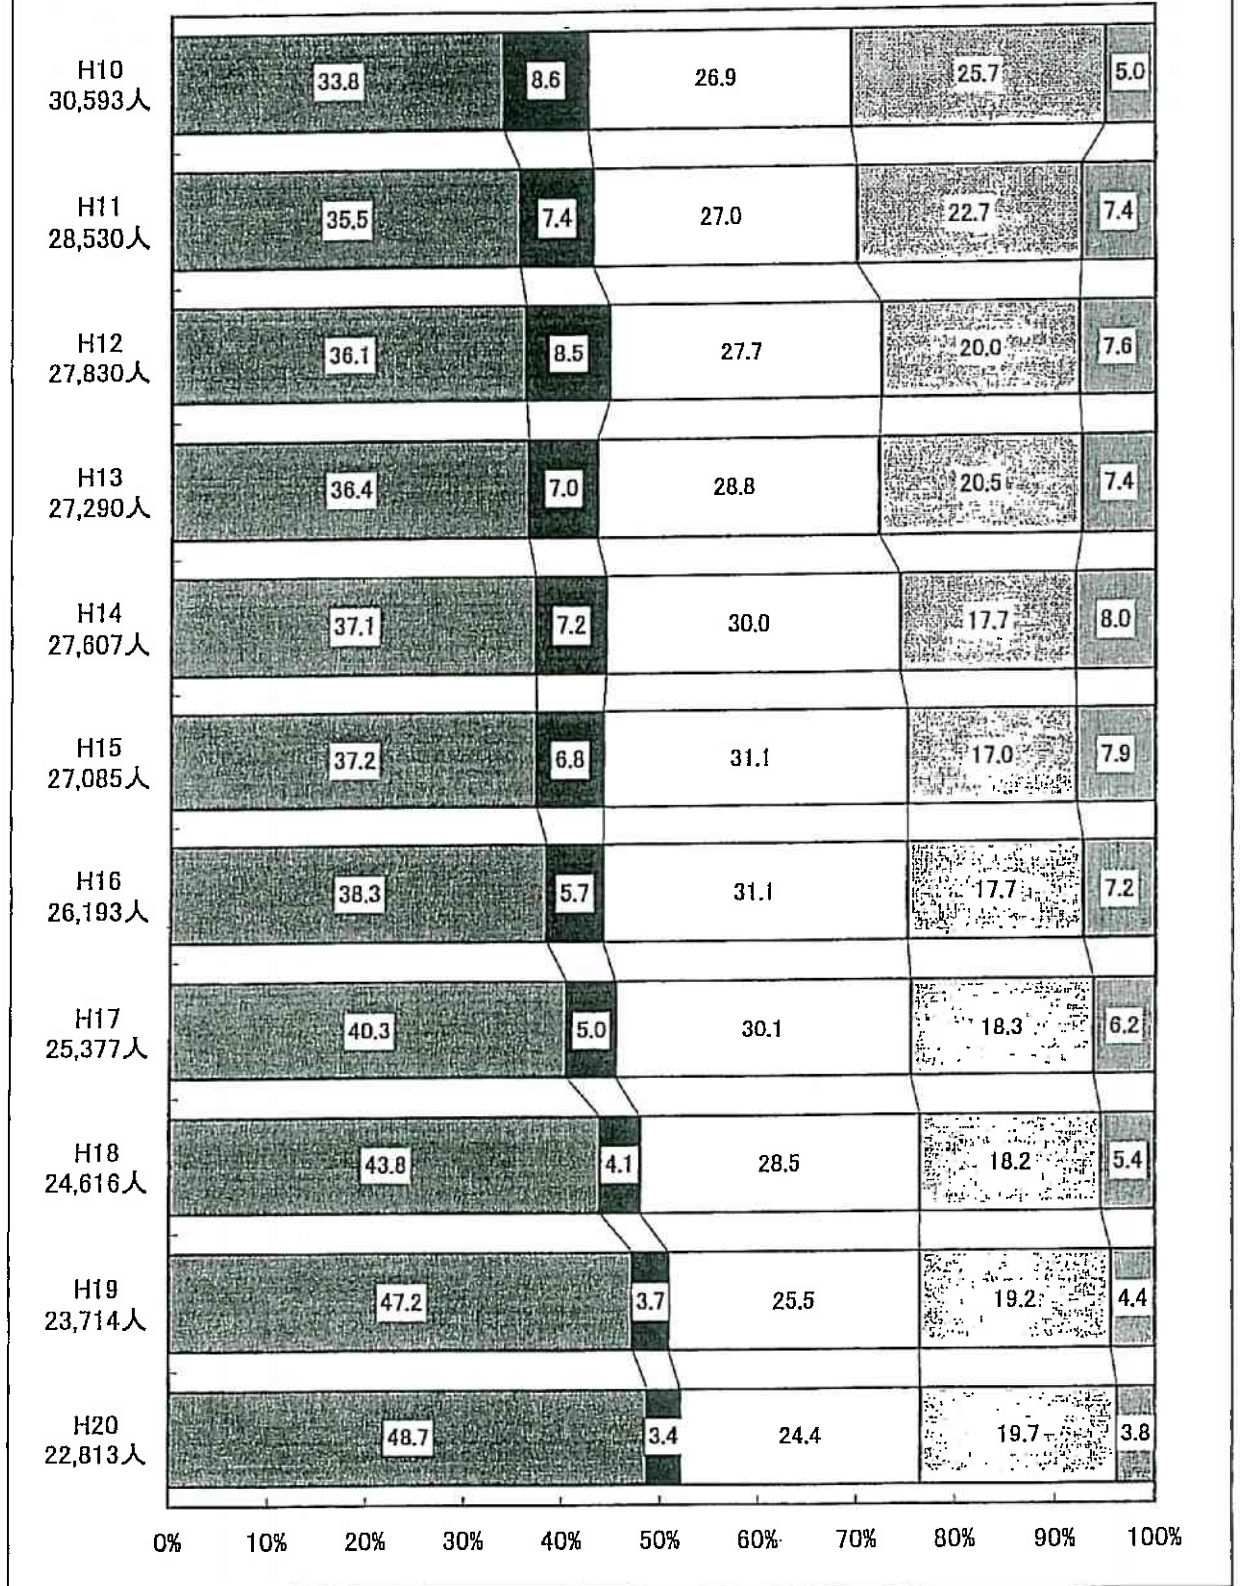 H10
30,593人
33.8 8.6 26.9 25.7 5.0
H11
28,530人
35.5 7.4 27.0 22.7 7.4
H12
27,830人
36.1 8.5 27.7 20.0 7.6
H13
27,290人
36.4 7.0 28.8 20.5 7.4
H14
27,607人
37.1 7.2 30.0 17.7 8.0
H15
27,085人
37.2 6.8 31.1 17.0 7.9
H16
26,193人
38.3 5.7 31.1 17.7 7.2
H17
25,377人
40.3 5.0 30.1 18.3 6.2
H18
24,616人
43.8 4.1 28.5 18.2 5.4
H19
23,714人
47.2 3.7 25.5 19.2 4.4
H20
22,813人
48.7 3.4 24.4 19.7 3.8
0% 10% 20% 30% 40% 50% 60% 70% 80% 90% 100%